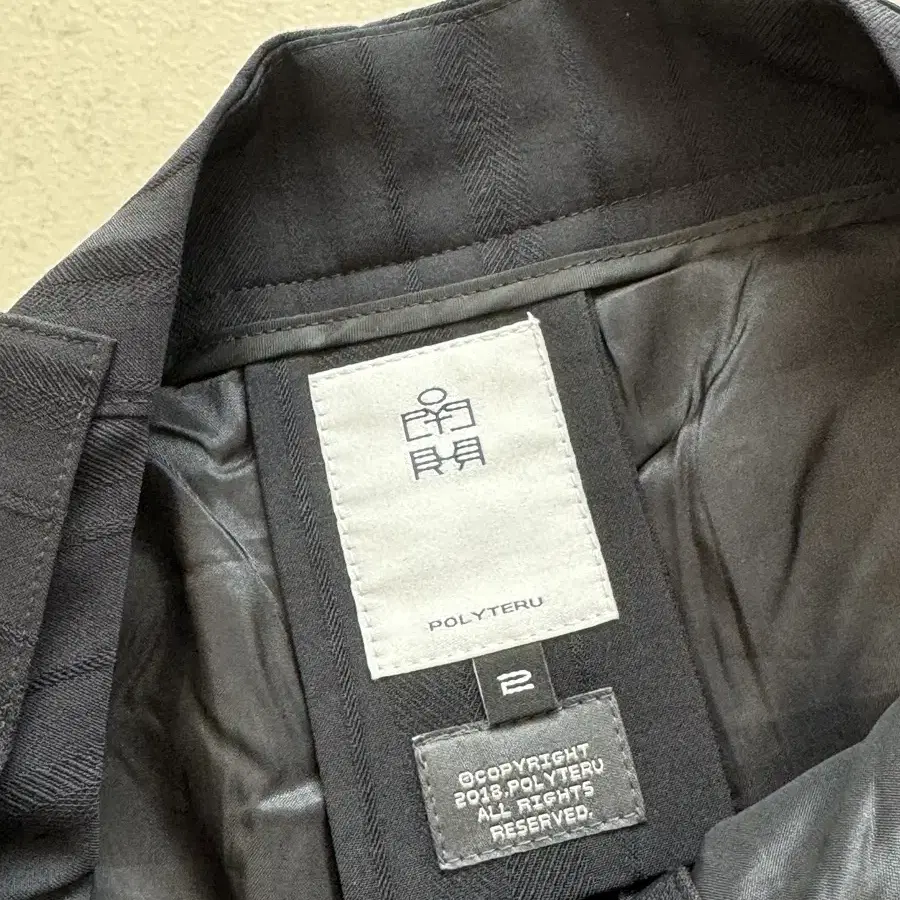 POLYTERU
2
©COPYRIGHT
2018.POLYTERU
ALL RIGHTS
RESERVED.